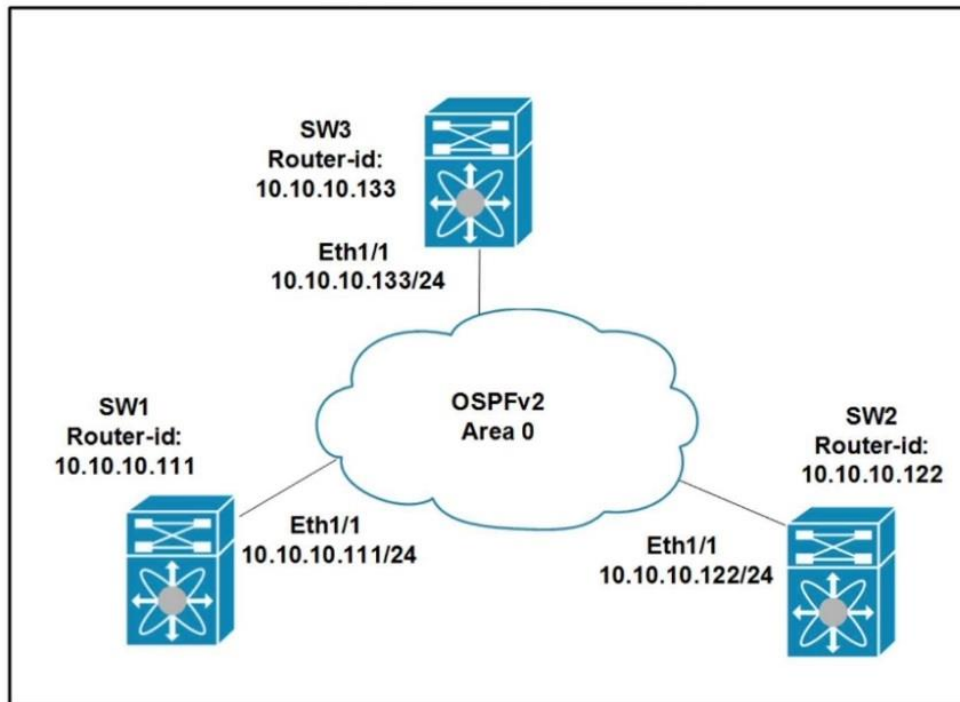 SW3
Router-id:
10.10.10.133
Eth1/1
10.10.10.133/24
OSPFv2
Area 0
SW1
Router-id:
10.10.10.111
Eth1/1
10.10.10.111/24
SW2
Router-id:
10.10.10.122
Eth1/1
10.10.10.122/24